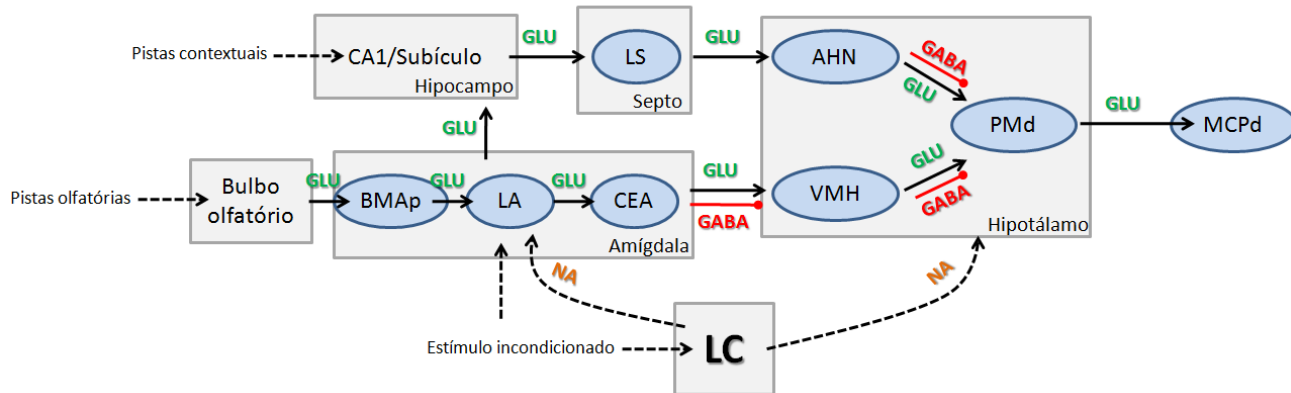 GLU
GLU
Pistas contextuais
CA1/Subículo
Hipocampo
LS
Septo
AHN
GABA
GLU
GLU
PMd
MCPd
GLU
Pistas olfatórias
Bulbo
olfatório
GLU
BMAp
GLU
LA
GLU
CEA
Amígdala
GLU
GABA
VMH
GLU
GABA
Hipotálamo
NA
NA
Estímulo incondicionado
LC